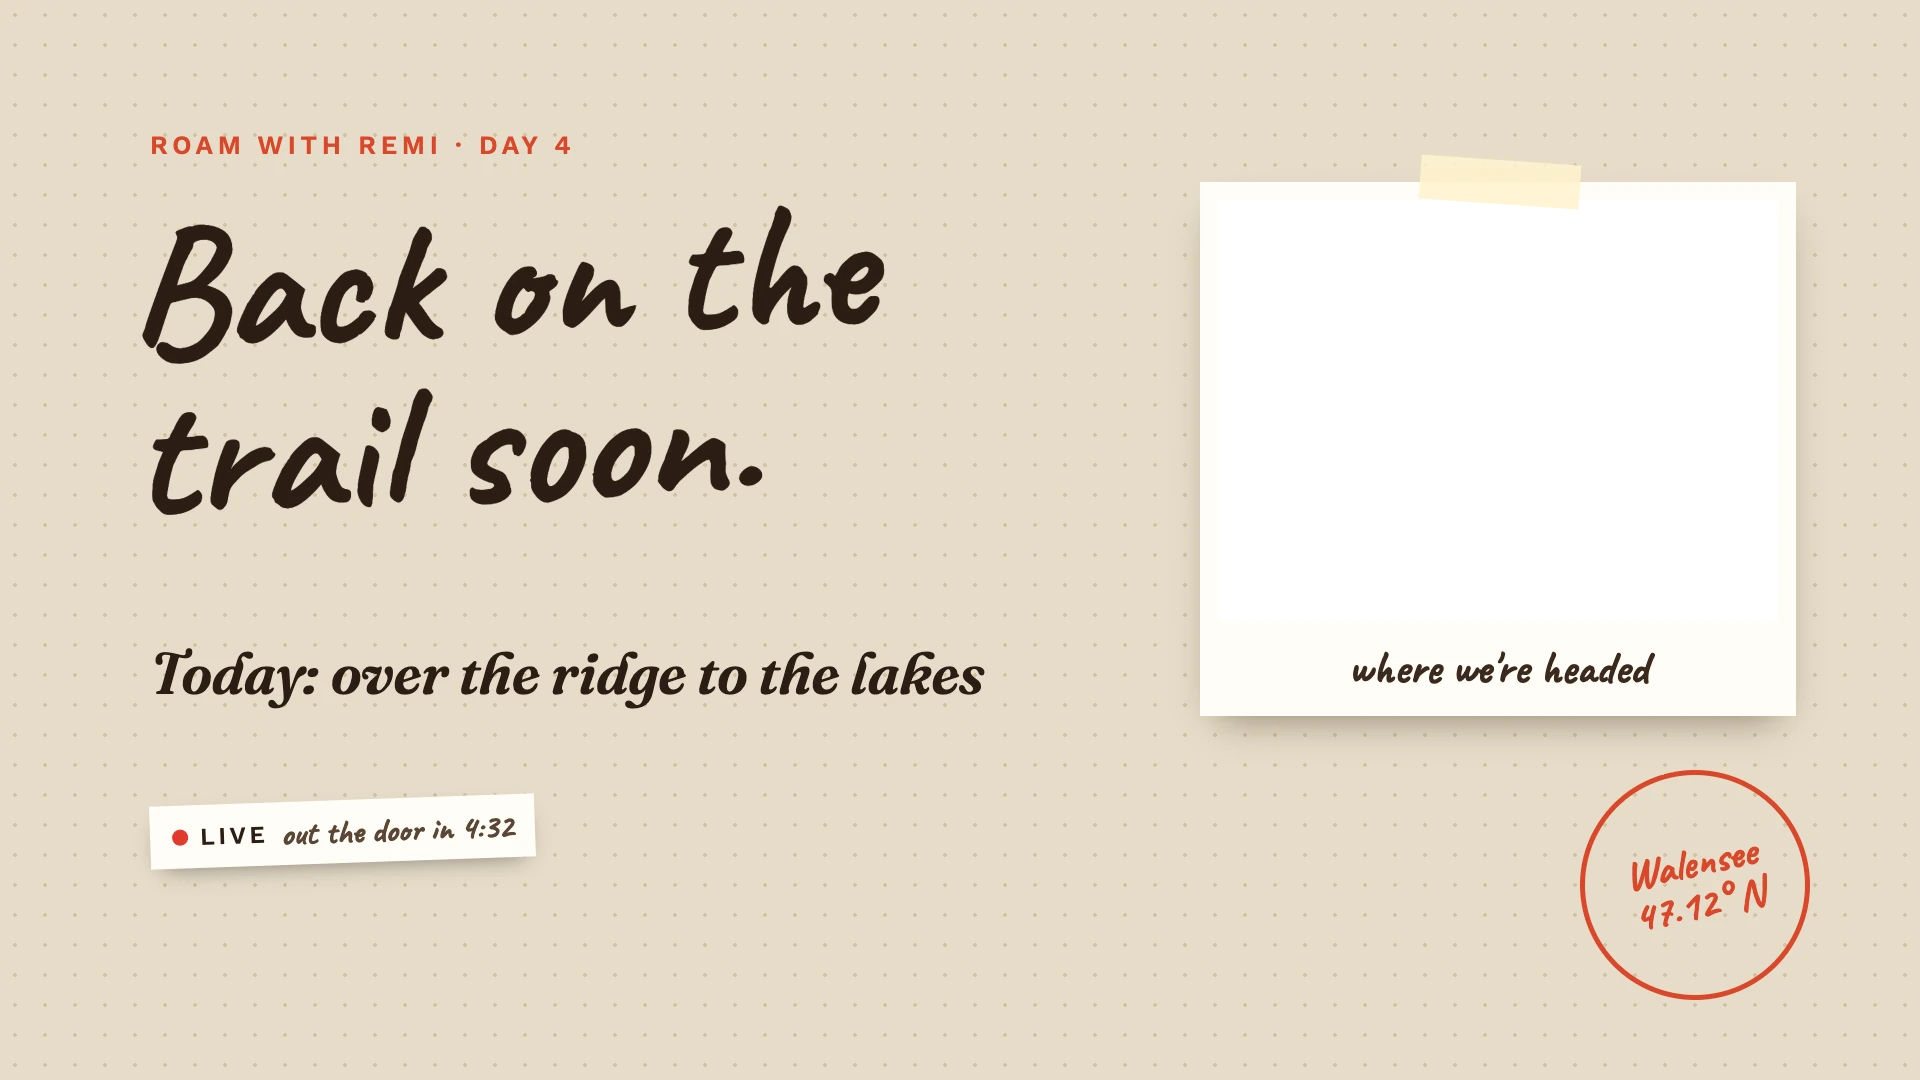 ROAM WITH REMI · DAY 4
Back on the
trail soon.
Today: over the ridge to the lakes
LIVE out the door in 4:32
where we're headed
Walensee
47.12° N